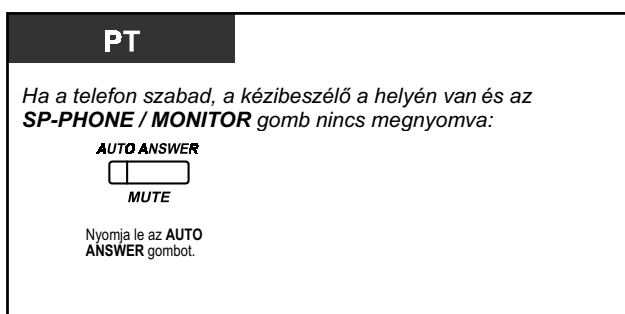 PT
Ha a telefon szabad, a kézibeszélő a helyén van és az
SP-PHONE / MONITOR gomb nincs megnyomva:
AUTO ANSWER
MUTE
Nyomja le az AUTO
ANSWER gombot.